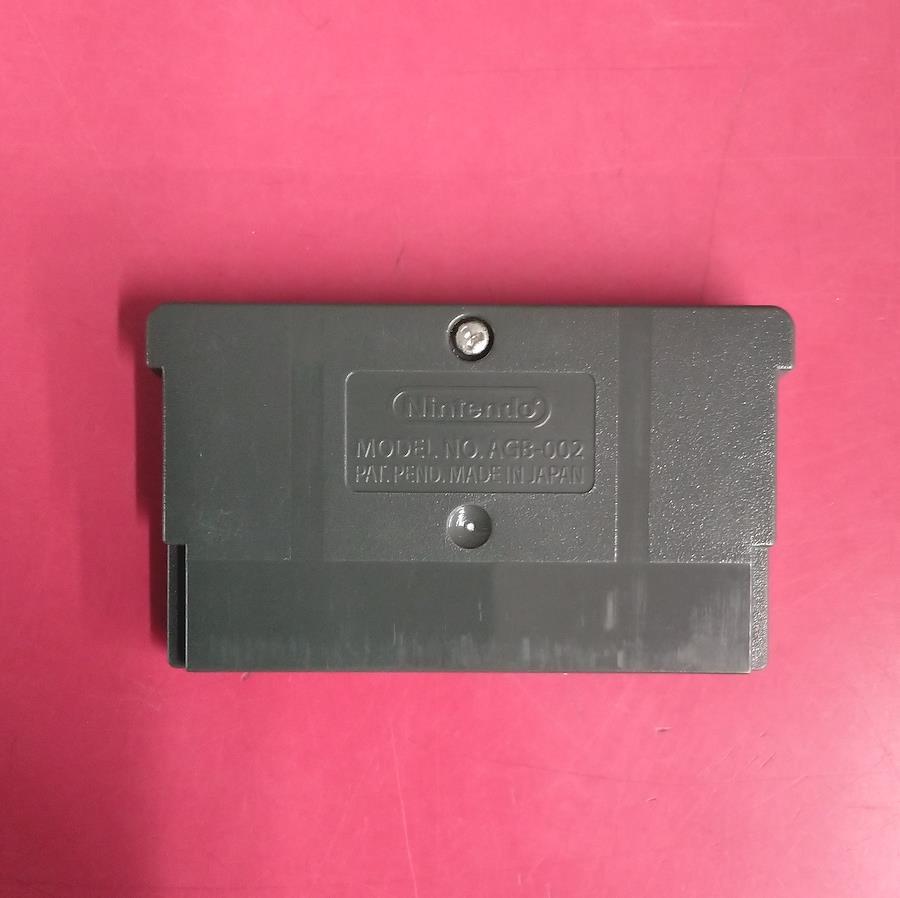 Nintendo
MODEL NO. AGB-002
PAT. PEND. MADE IN JAPAN